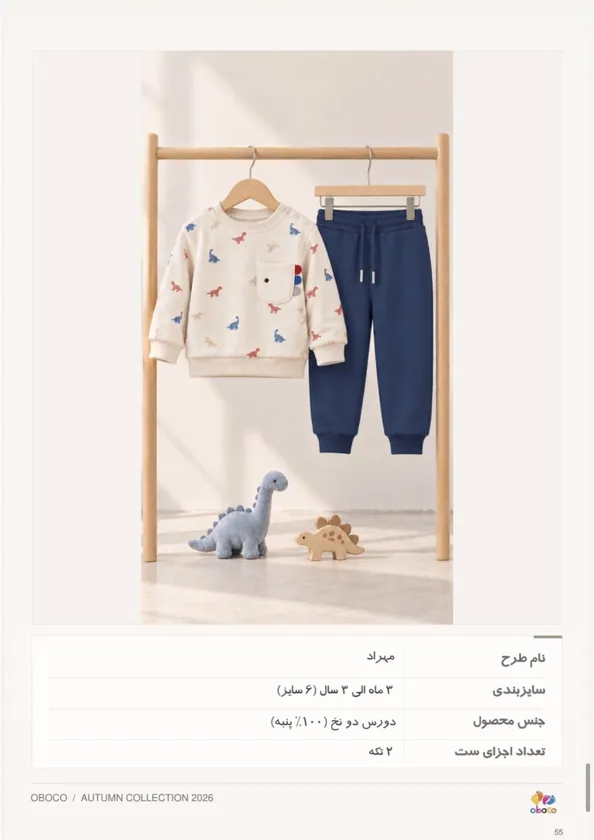 نام طرح مهراد
سایزبندی ۳ ماه الی ۳ سال (۶ سایز)
جنس محصول دورس دو نخ (۱۰۰٪ پنبه)
تعداد اجزای ست ۲ تکه
OBOCO / AUTUMN COLLECTION 2026
oboco
55